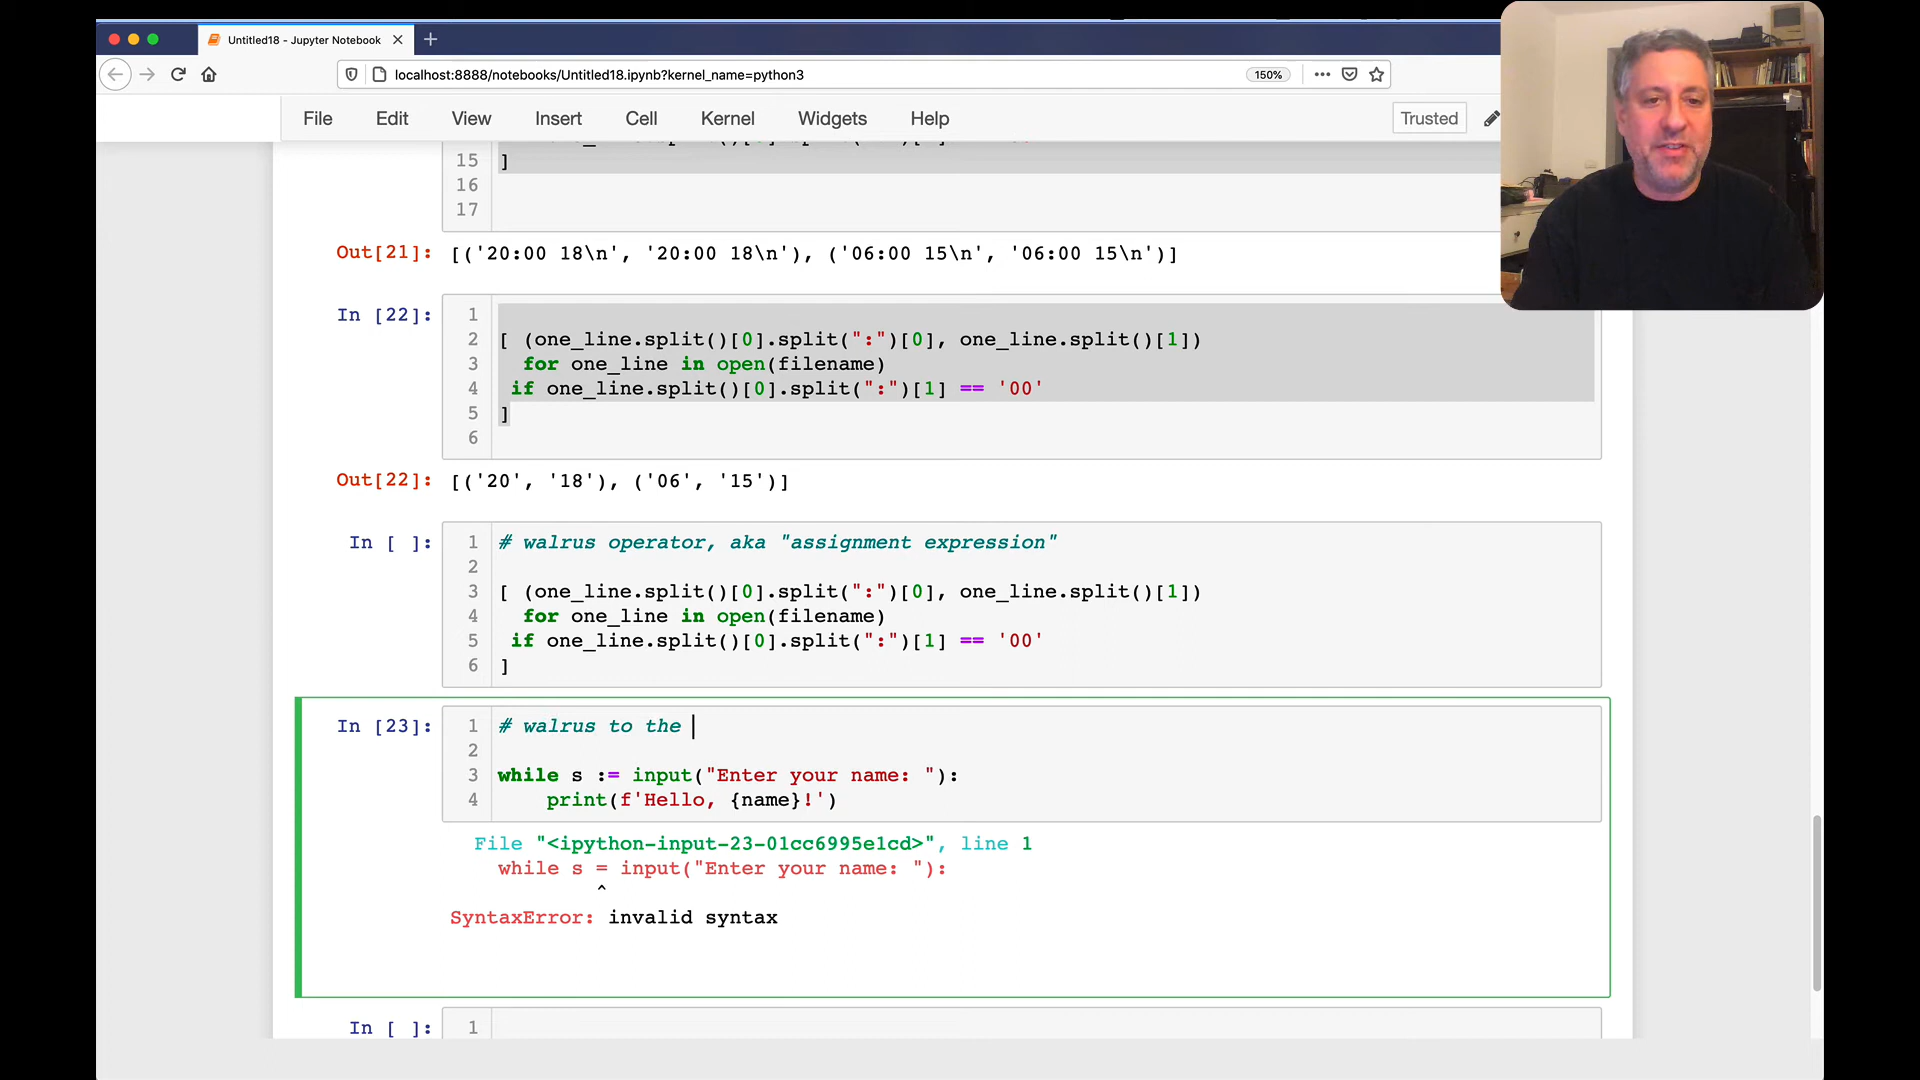 Untitled18 - Jupyter Notebook
localhost:8888/notebooks/Untitled18.ipynb?kernel_name=python3
150%
File Edit View Insert Cell Kernel Widgets Help
Trusted
15 ]
16
17
Out[21]: [('20:00 18\n', '20:00 18\n'), ('06:00 15\n', '06:00 15\n')]
In [22]: 1
2 [ (one_line.split()[0].split(":")[0], one_line.split()[1])
3 for one_line in open(filename)
4 if one_line.split()[0].split(":")[1] == '00'
5 ]
6
Out[22]: [('20', '18'), ('06', '15')]
In [ ]: 1 # walrus operator, aka "assignment expression"
2
3 [ (one_line.split()[0].split(":")[0], one_line.split()[1])
4 for one_line in open(filename)
5 if one_line.split()[0].split(":")[1] == '00'
6 ]
In [23]: 1 # walrus to the
2
3 while s := input("Enter your name: "):
4 print(f'Hello, {name}!')
File "<ipython-input-23-01cc6995e1cd>", line 1
while s = input("Enter your name: "):
^
SyntaxError: invalid syntax
In [ ]: 1